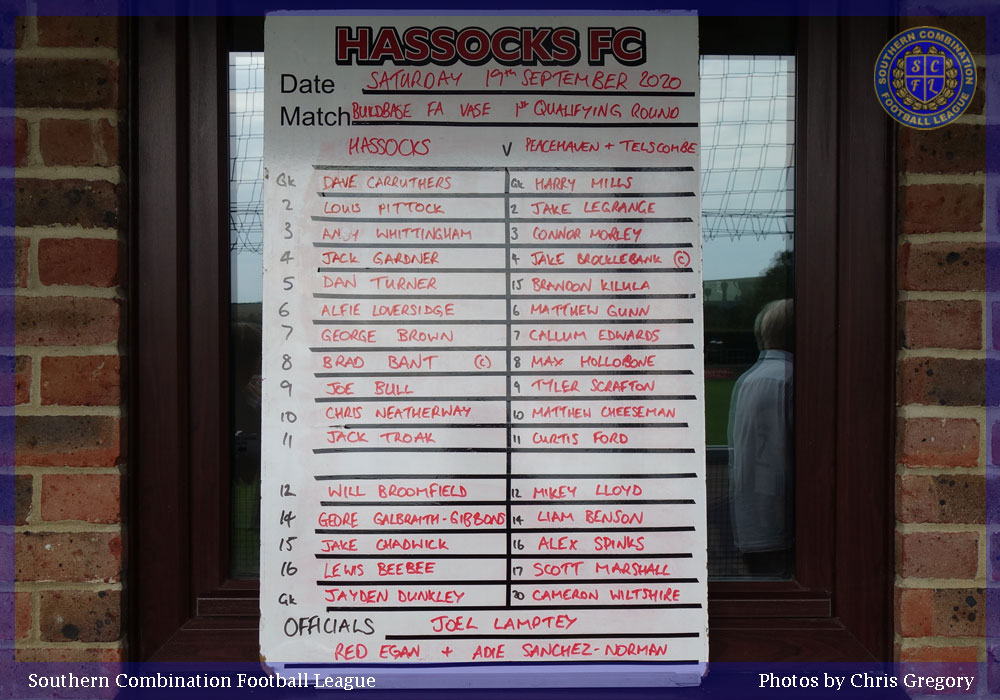 HASSOCKS FC
Date SATURDAY 19th SEPTEMBER 2020
Match BUILDBASE FA VASE 1st QUALIFYING ROUND
HASSOCKS V PEACEHAVEN + TELSCOMBE
GK DAVE CARRUTHERS GK HARRY MILLS
2 LOUIS PITTOCK 2 JAKE LEGRANGE
3 ANDY WHITTINGHAM 3 CONNOR MORLEY
4 JACK GARDNER 4 JAKE BROCKLEBANK (C)
5 DAN TURNER 15 BRANDON KILULA
6 ALFIE LOVERSIDGE 6 MATTHEW GUNN
7 GEORGE BROWN 7 CALLUM EDWARDS
8 BRAD BANT (C) 8 MAX HOLLOBONE
9 JOE BULL 9 TYLER SCRAFTON
10 CHRIS NEATHERWAY 10 MATTHEW CHEESEMAN
11 JACK TROAK 11 CURTIS FORD
12 WILL BROOMFIELD 12 MIKEY LLOYD
14 GEORE GALBRAITH-GIBBONS 14 LIAM BENSON
15 JAKE CHADWICK 16 ALEX SPINKS
16 LEWIS BEEBEE 17 SCOTT MARSHALL
GK JAYDEN DUNKLEY 20 CAMERON WILTSHIRE
OFFICIALS JOEL LAMPTEY
RED EGAN + ADIE SANCHEZ-NORMAN
SOUTHERN COMBINATION
S C
F L
FOOTBALL LEAGUE
Southern Combination Football League
Photos by Chris Gregory